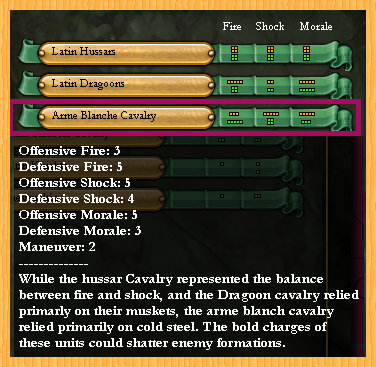 Fire Shock Morale
Latin Hussars
Latin Dragoons
Arme Blanche Cavalry
Offensive Fire: 3
Defensive Fire: 5
Offensive Shock: 5
Defensive Shock: 4
Offensive Morale: 5
Defensive Morale: 3
Maneuver: 2
--------------
While the hussar Cavalry represented the balance
between fire and shock, and the Dragoon cavalry relied
primarly on their muskets, the arme blanch cavalry
relied primarily on cold steel. The bold charges of
these units could shatter enemy formations.